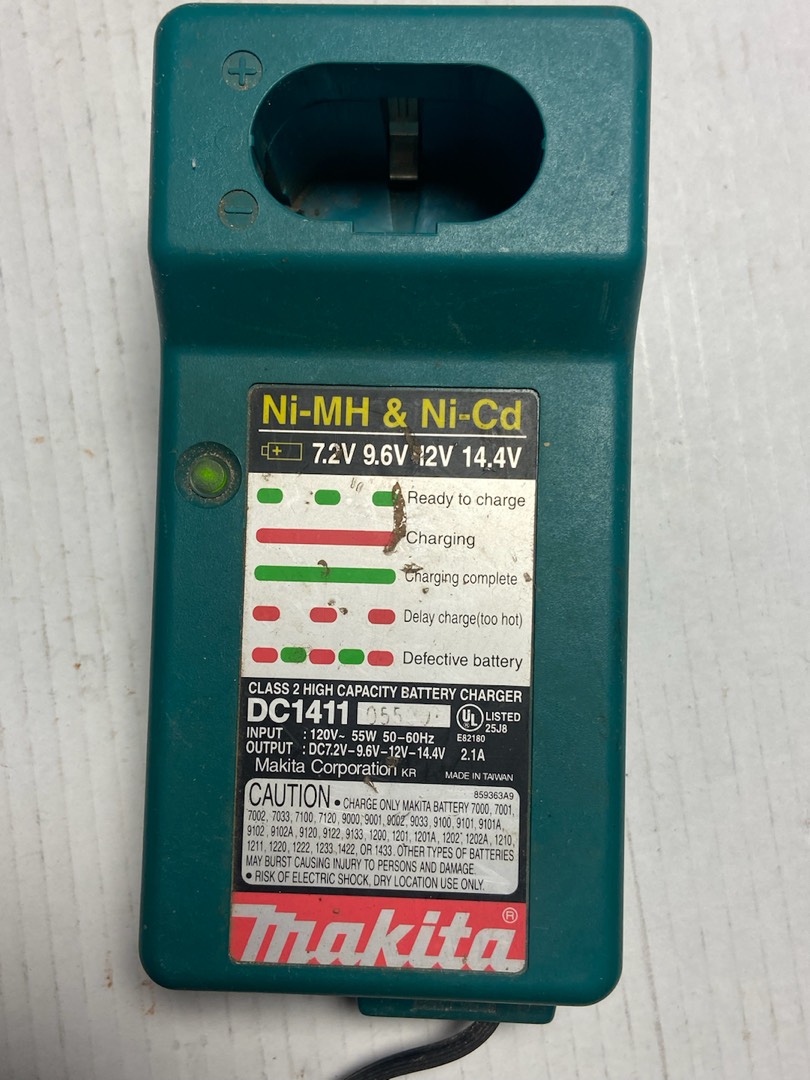 Ni-MH & Ni-Cd
7.2V 9.6V 12V 14.4V
Ready to charge
Charging
Charging complete
Delay charge(too hot)
Defective battery
CLASS 2 HIGH CAPACITY BATTERY CHARGER
DC1411
UL LISTED
25J8
E82180
INPUT : 120V~ 55W 50-60Hz
OUTPUT : DC7.2V-9.6V-12V-14.4V 2.1A
Makita Corporation KR MADE IN TAIWAN
859363A9
CAUTION • CHARGE ONLY MAKITA BATTERY 7000, 7001,
7002, 7033, 7100, 7120, 9000, 9001, 9002, 9033, 9100, 9101, 9101A,
9102, 9102A, 9120, 9122, 9133, 1200, 1201, 1201A, 1202, 1202A, 1210,
1211, 1220, 1222, 1233, 1422, OR 1433. OTHER TYPES OF BATTERIES
MAY BURST CAUSING INJURY TO PERSONS AND DAMAGE.
• RISK OF ELECTRIC SHOCK, DRY LOCATION USE ONLY.
makita®